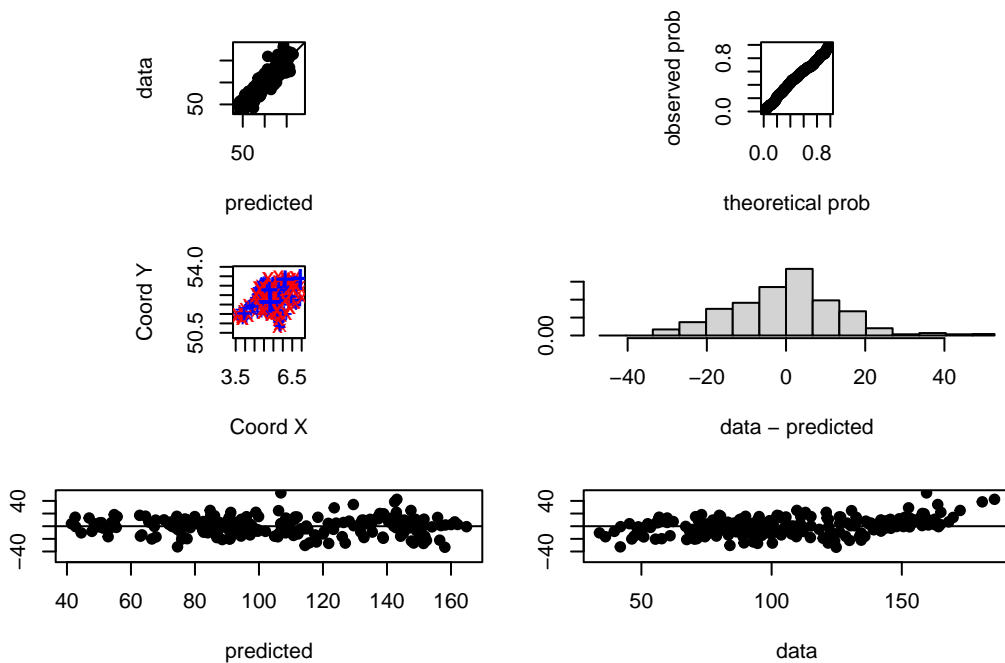 data
50
50
predicted
observed prob
0.0 0.8
0.0 0.8
theoretical prob
Coord Y
50.5 54.0
3.5 6.5
Coord X
0.00
−40 −20 0 20 40
data − predicted
−40 40
40 60 80 100 120 140 160
predicted
−40 40
50 100 150
data